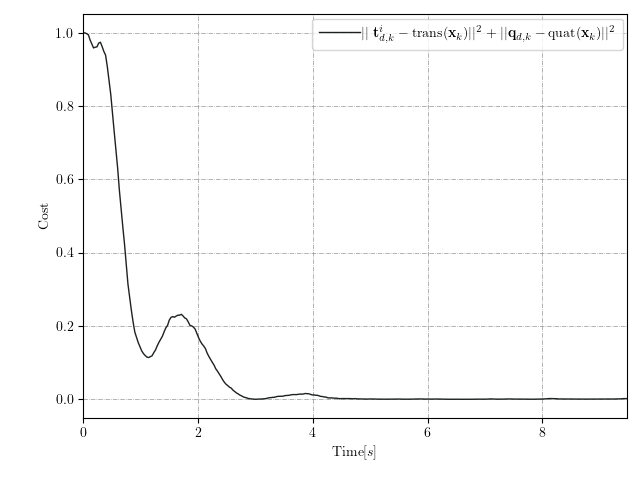 || t^i_{d,k} − trans(x_k)||^2 + ||q_{d,k} − quat(x_k)||^2
1.0
0.8
0.6
0.4
0.2
0.0
Cost
0 2 4 6 8
Time[s]